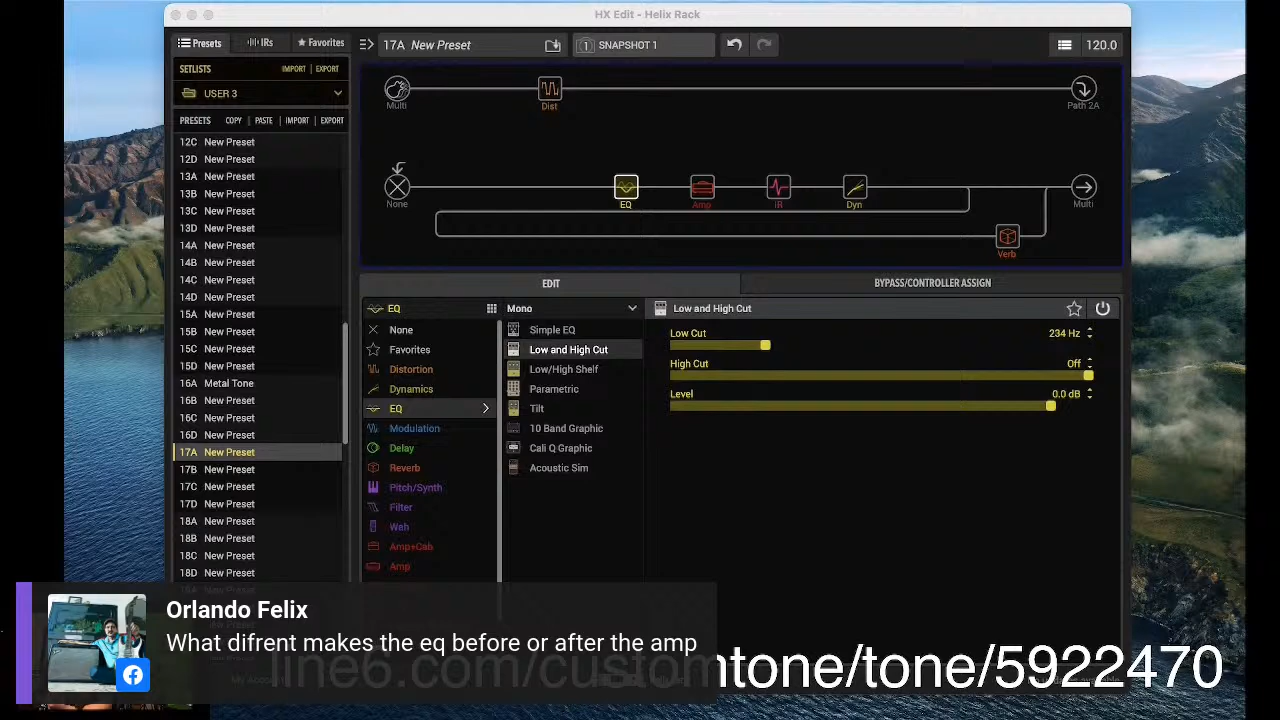 HX Edit - Helix Rack
Presets
IRs
Favorites
17A New Preset
1 SNAPSHOT 1
120.0
SETLISTS IMPORT | EXPORT
USER 3
PRESETS COPY | PASTE | IMPORT | EXPORT
12C New Preset
12D New Preset
13A New Preset
13B New Preset
13C New Preset
13D New Preset
14A New Preset
14B New Preset
14C New Preset
14D New Preset
15A New Preset
15B New Preset
15C New Preset
15D New Preset
16A Metal Tone
16B New Preset
16C New Preset
16D New Preset
17A New Preset
17B New Preset
17C New Preset
17D New Preset
18A New Preset
18B New Preset
18C New Preset
18D New Preset
Multi
Dist
Path 2A
None
EQ
Amp
IR
Dyn
Multi
Verb
EDIT
BYPASS/CONTROLLER ASSIGN
EQ
None
Favorites
Distortion
Dynamics
EQ
Modulation
Delay
Reverb
Pitch/Synth
Filter
Wah
Amp+Cab
Amp
Mono
Simple EQ
Low and High Cut
Low/High Shelf
Parametric
Tilt
10 Band Graphic
Cali Q Graphic
Acoustic Sim
Low and High Cut
Low Cut 234 Hz
High Cut Off
Level 0.0 dB
Orlando Felix
What difrent makes the eq before or after the amp
line6.com/customtone/tone/5922470